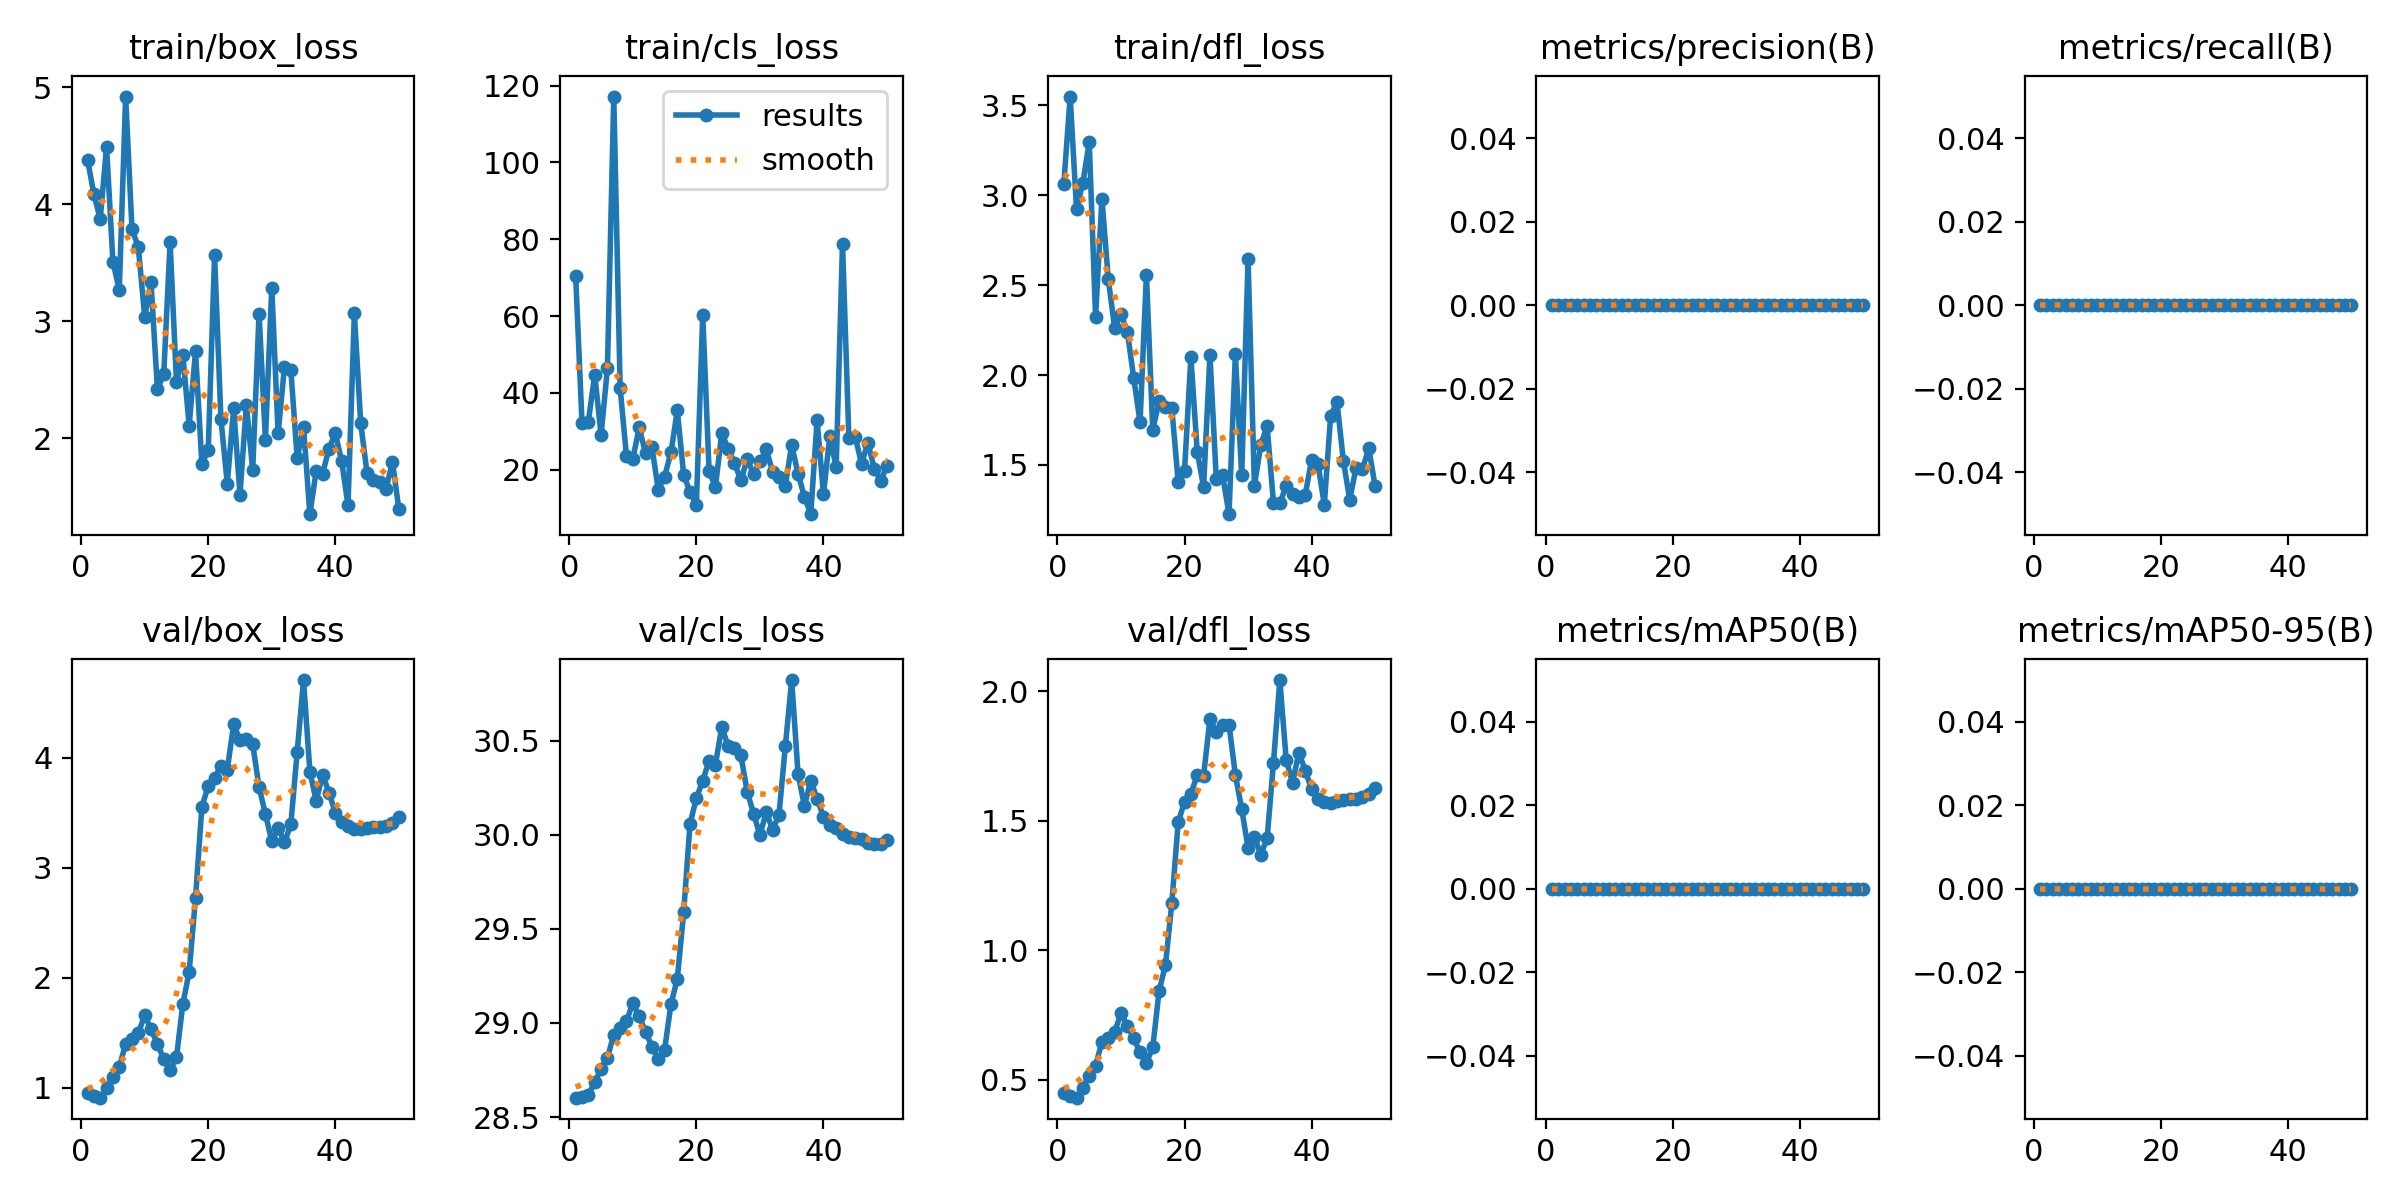 train/box_loss
train/cls_loss
train/dfl_loss
metrics/precision(B)
metrics/recall(B)
5
4
3
2
0 20 40
120
100
80
60
40
20
results
smooth
0 20 40
3.5
3.0
2.5
2.0
1.5
0 20 40
0.04
0.02
0.00
−0.02
−0.04
0 20 40
0.04
0.02
0.00
−0.02
−0.04
0 20 40
val/box_loss
val/cls_loss
val/dfl_loss
metrics/mAP50(B)
metrics/mAP50-95(B)
4
3
2
1
0 20 40
30.5
30.0
29.5
29.0
28.5
0 20 40
2.0
1.5
1.0
0.5
0 20 40
0.04
0.02
0.00
−0.02
−0.04
0 20 40
0.04
0.02
0.00
−0.02
−0.04
0 20 40